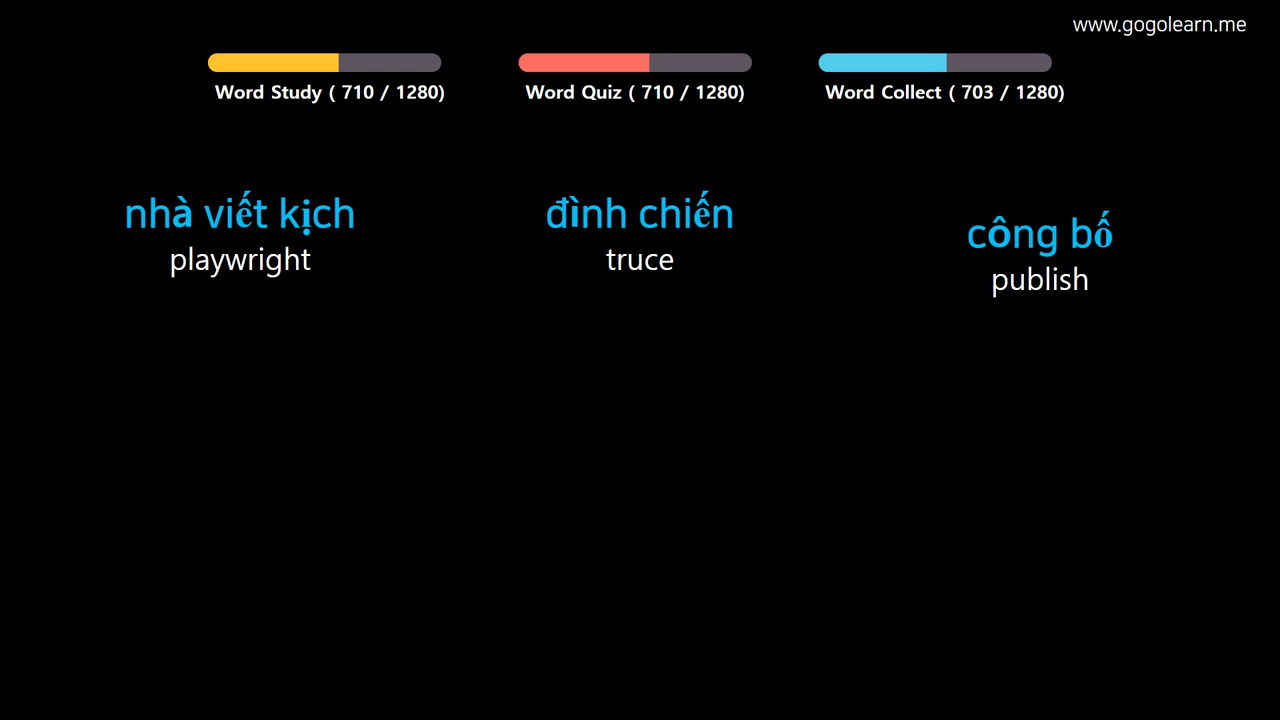 www.gogolearn.me
Word Study ( 710 / 1280)
Word Quiz ( 710 / 1280)
Word Collect ( 703 / 1280)
nhà viết kịch
playwright
đình chiến
truce
công bố
publish